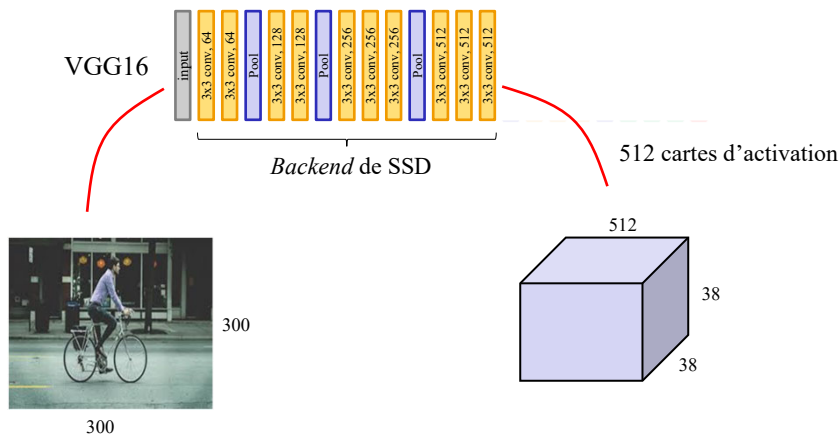 VGG16
input
3x3 conv, 64
3x3 conv, 64
Pool
3x3 conv, 128
3x3 conv, 128
Pool
3x3 conv, 256
3x3 conv, 256
3x3 conv, 256
Pool
3x3 conv, 512
3x3 conv, 512
3x3 conv, 512
Backend de SSD
512 cartes d’activation
300
300
512
38
38